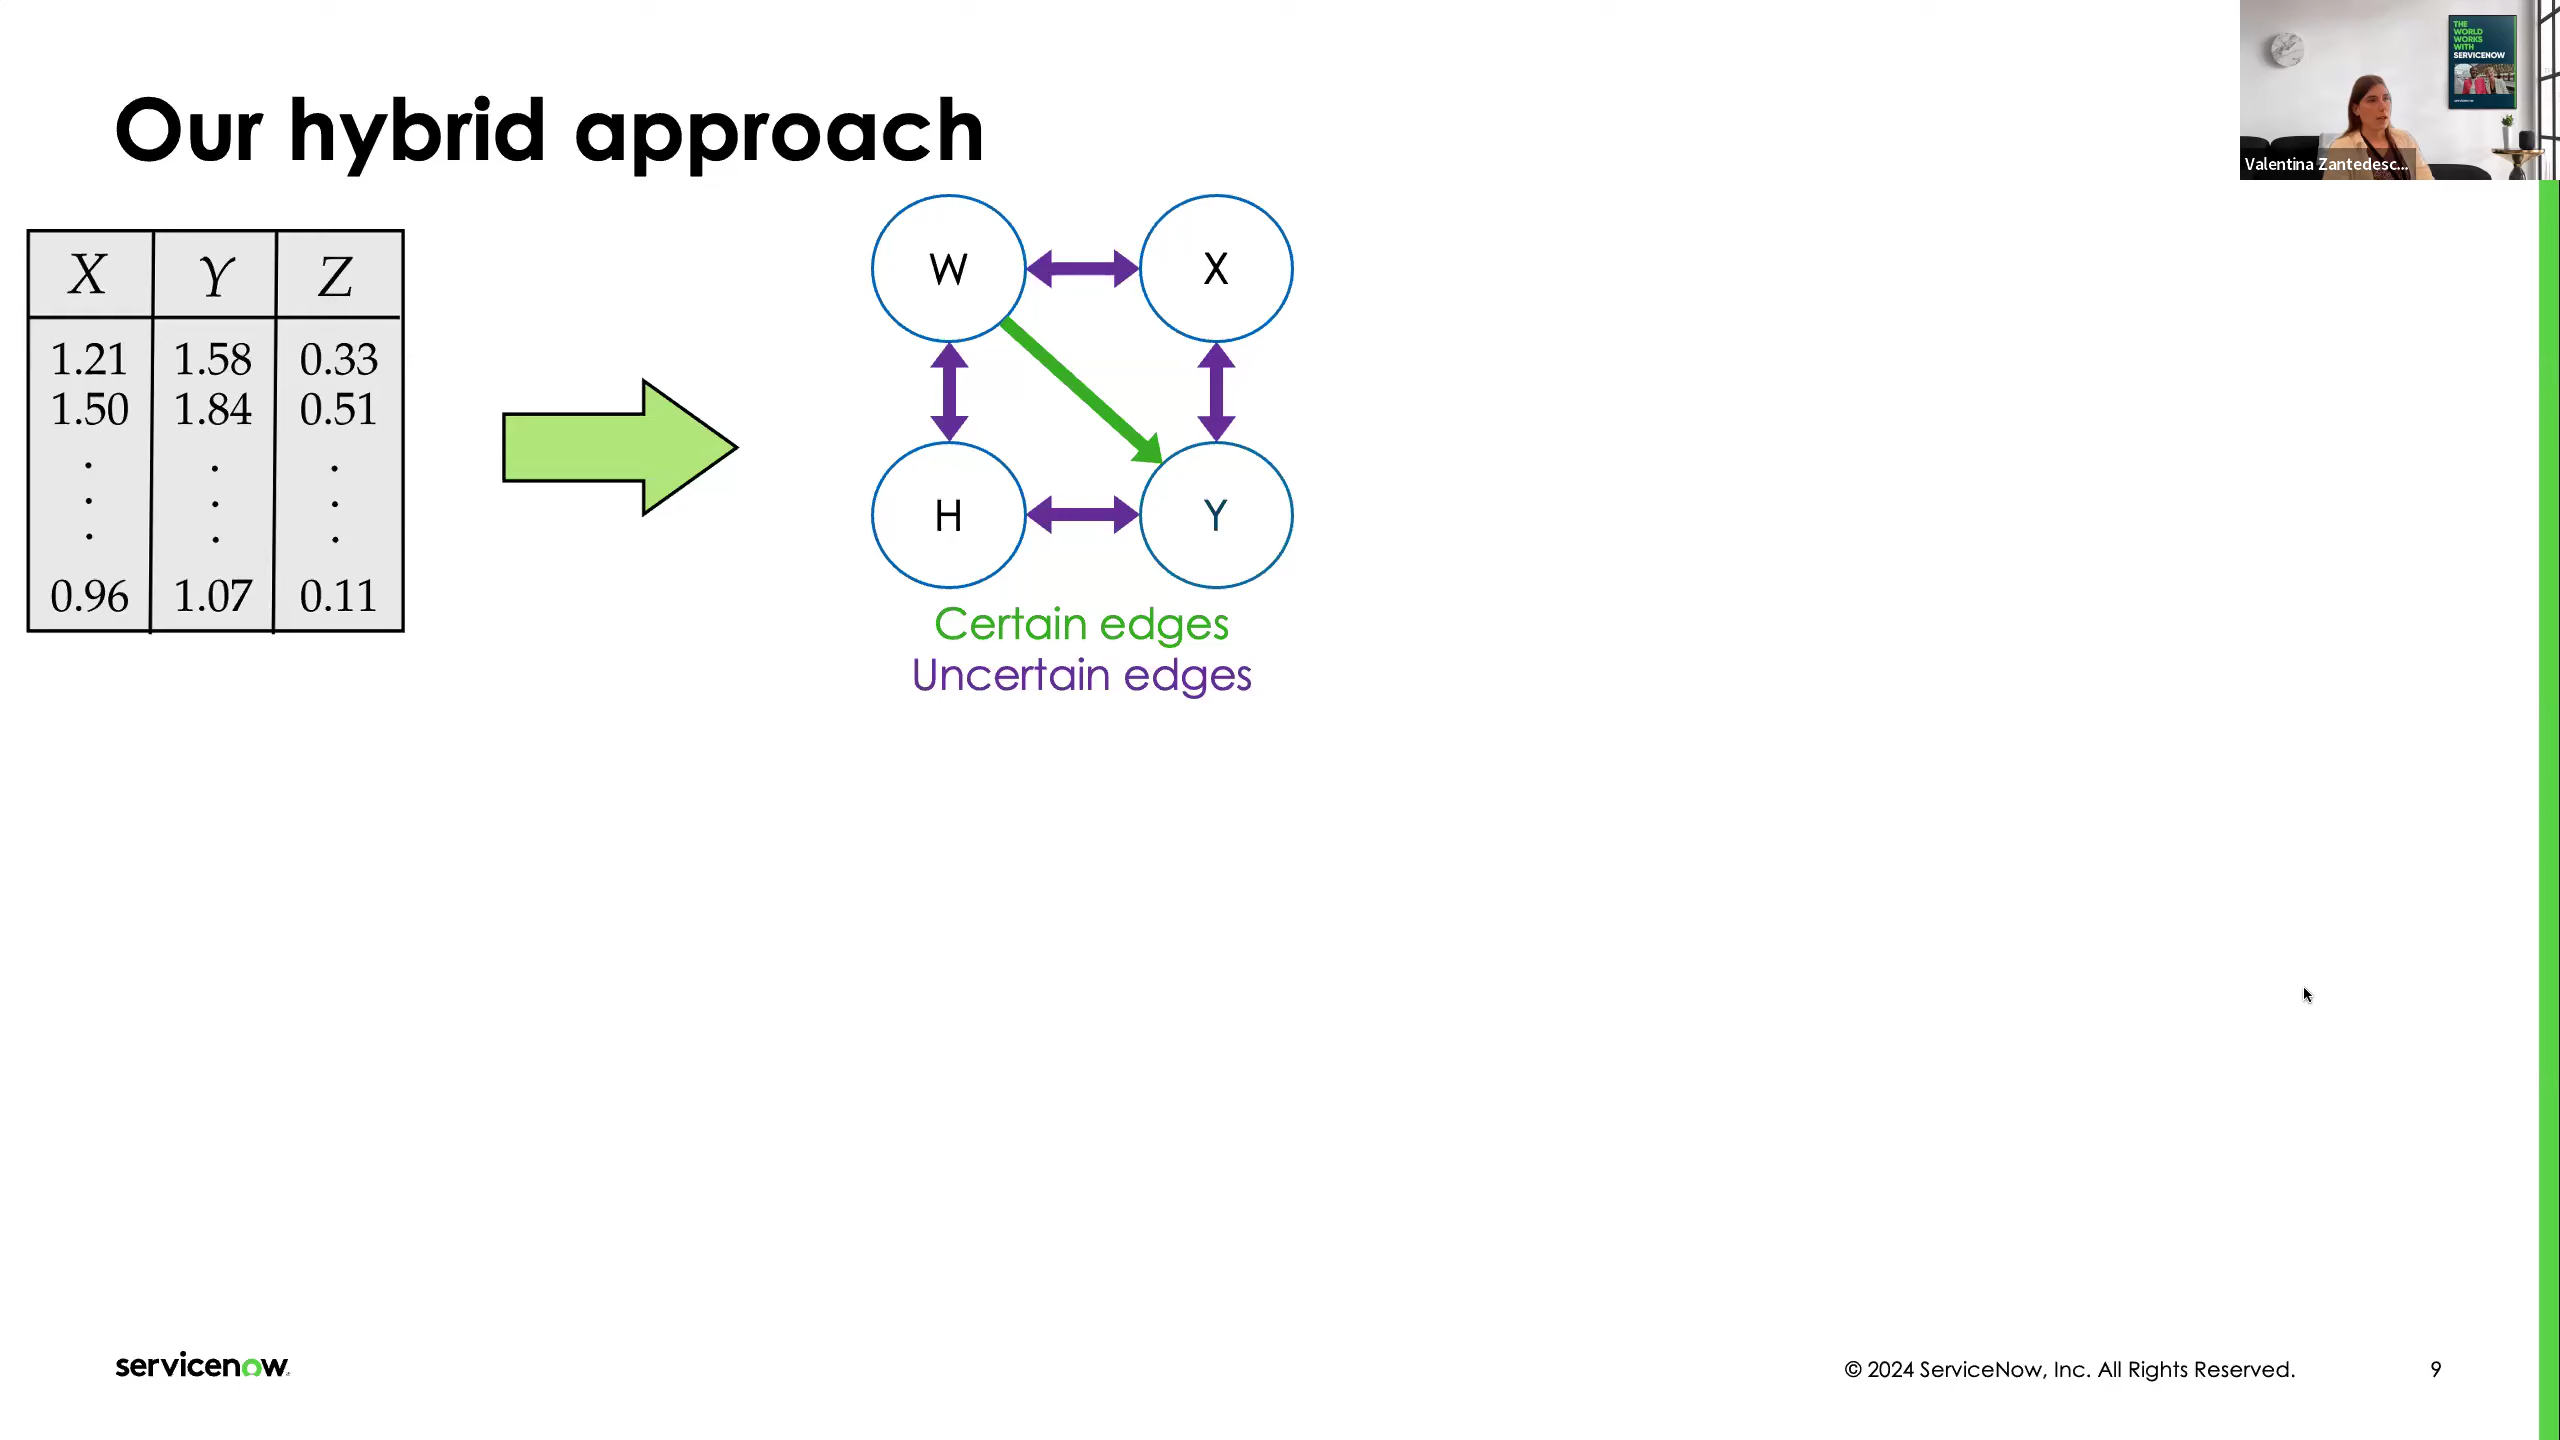 Our hybrid approach
THE
WORLD
WORKS
WITH
SERVICENOW
Valentina Zantedesc...
X Y Z
1.21 1.58 0.33
1.50 1.84 0.51
. . .
. . .
. . .
0.96 1.07 0.11
W X
H Y
Certain edges
Uncertain edges
servicenow
© 2024 ServiceNow, Inc. All Rights Reserved. 9